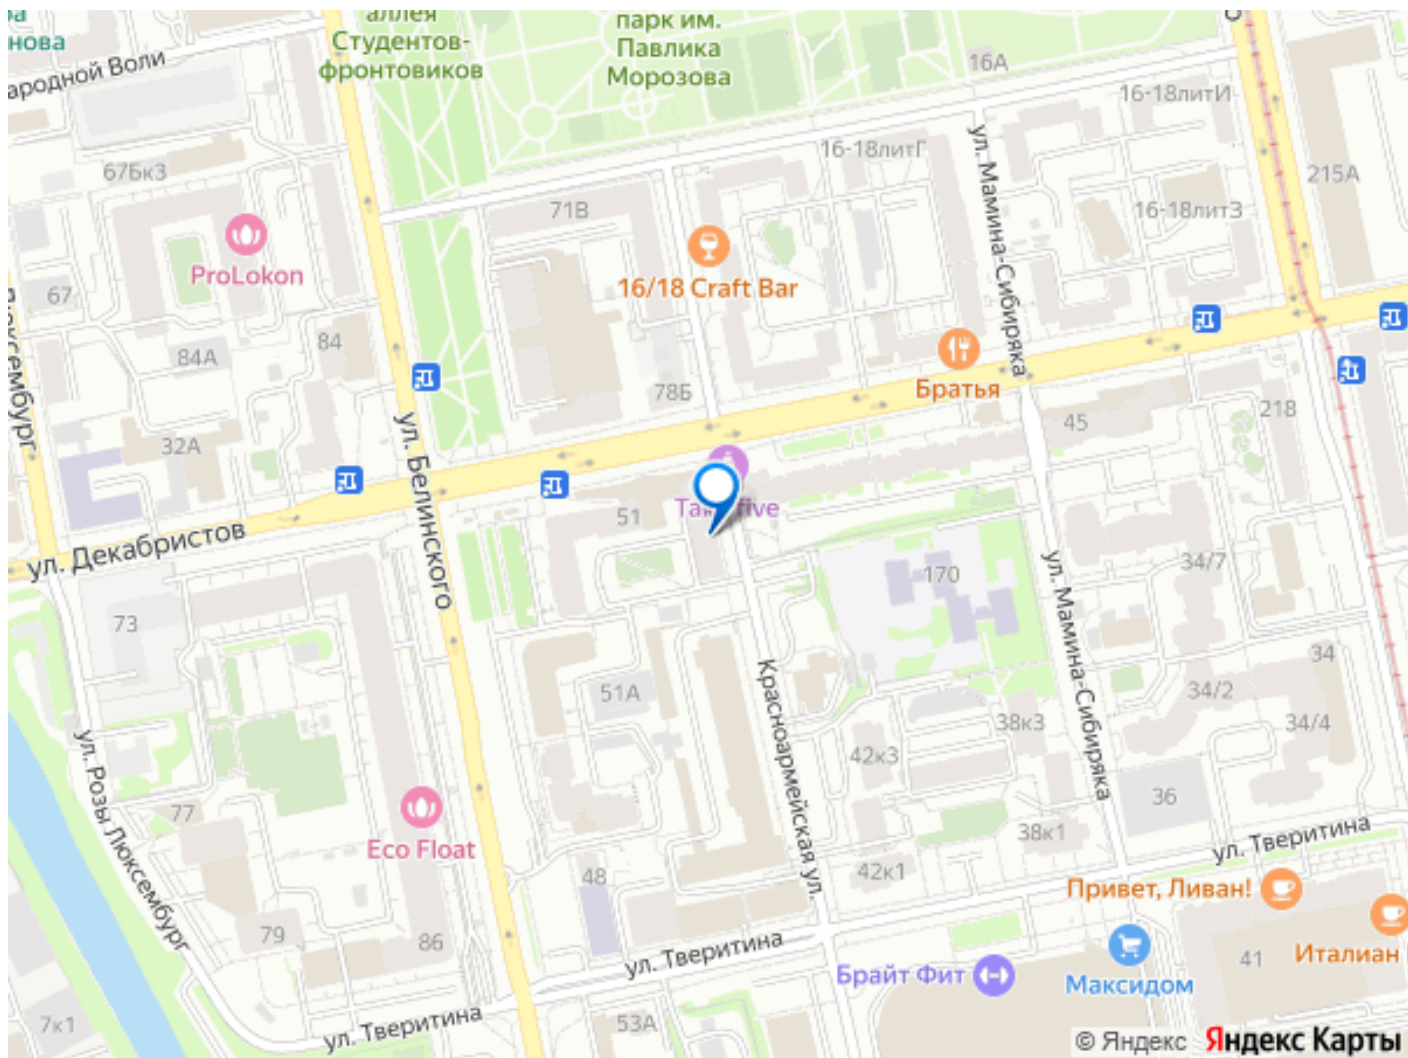 аллея
Студентов-
фронтовиков
парк им.
Павлика
Морозова
нова
ародной Воли
16А
16-18литИ
16-18литГ
ул. Мамина-Сибиряка
215А
67Бк3
71В
16-18литЗ
ProLokon
16/18 Craft Bar
67
84
84А
78Б
Братья
45
218
32А
ул. Белинского
51
ул. Декабристов
170
34/7
ул. Мамина-Сибиряка
73
34
51А
34/2
38к3
34/4
Красноармейская ул.
42к3
ул. Розы Люксембург
77
36
38к1
ул. Тверитина
Eco Float
48
42к1
Привет, Ливан!
79
86
ул. Тверитина
Брайт Фит
Максидом
41
Италиан
7к1
ул. Тверитина
53А
© Яндекс Яндекс Карты